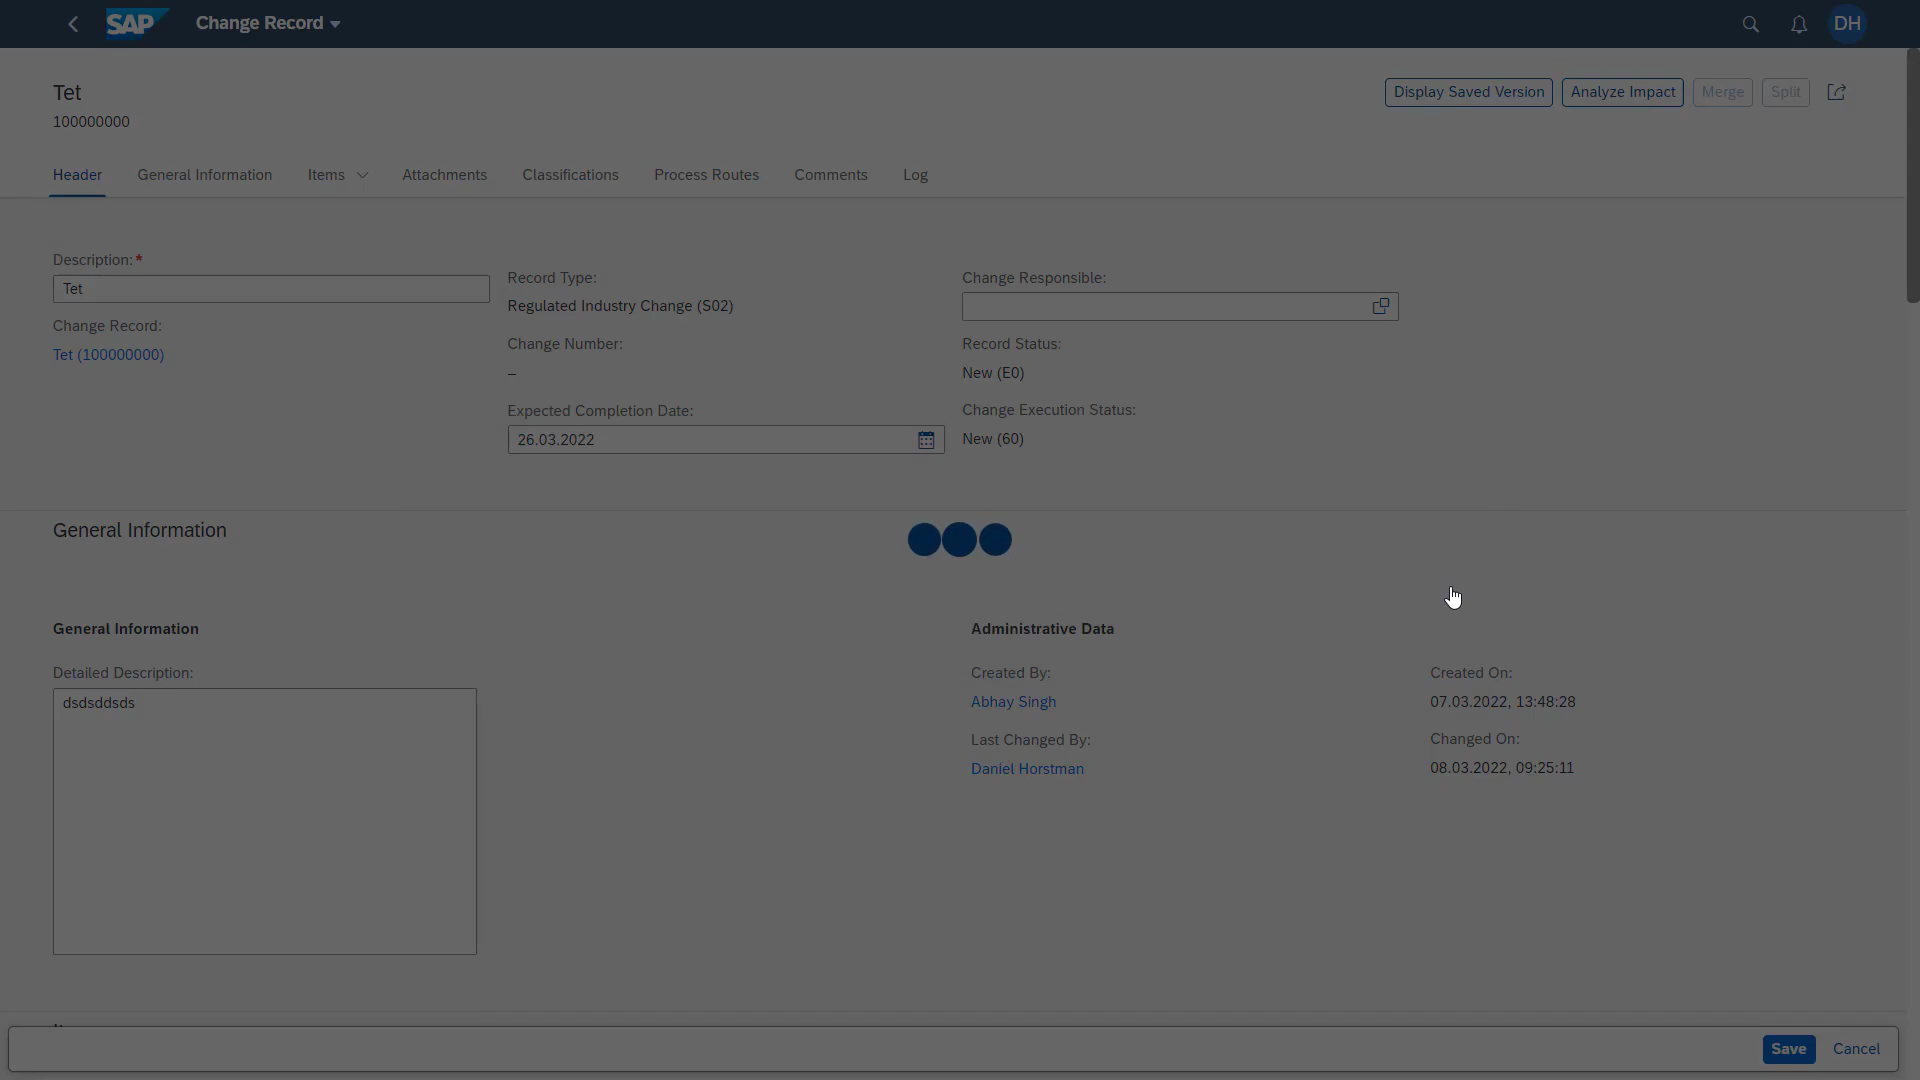 SAP Change Record
DH
Tet
100000000
Display Saved Version Analyze Impact Merge Split
Header General Information Items Attachments Classifications Process Routes Comments Log
Description:*
Tet
Change Record:
Tet (100000000)
Record Type:
Regulated Industry Change (S02)
Change Number:
–
Expected Completion Date:
26.03.2022
Change Responsible:
Record Status:
New (E0)
Change Execution Status:
New (60)
General Information
General Information
Detailed Description:
dsdsddsds
Administrative Data
Created By:
Abhay Singh
Last Changed By:
Daniel Horstman
Created On:
07.03.2022, 13:48:28
Changed On:
08.03.2022, 09:25:11
Save Cancel